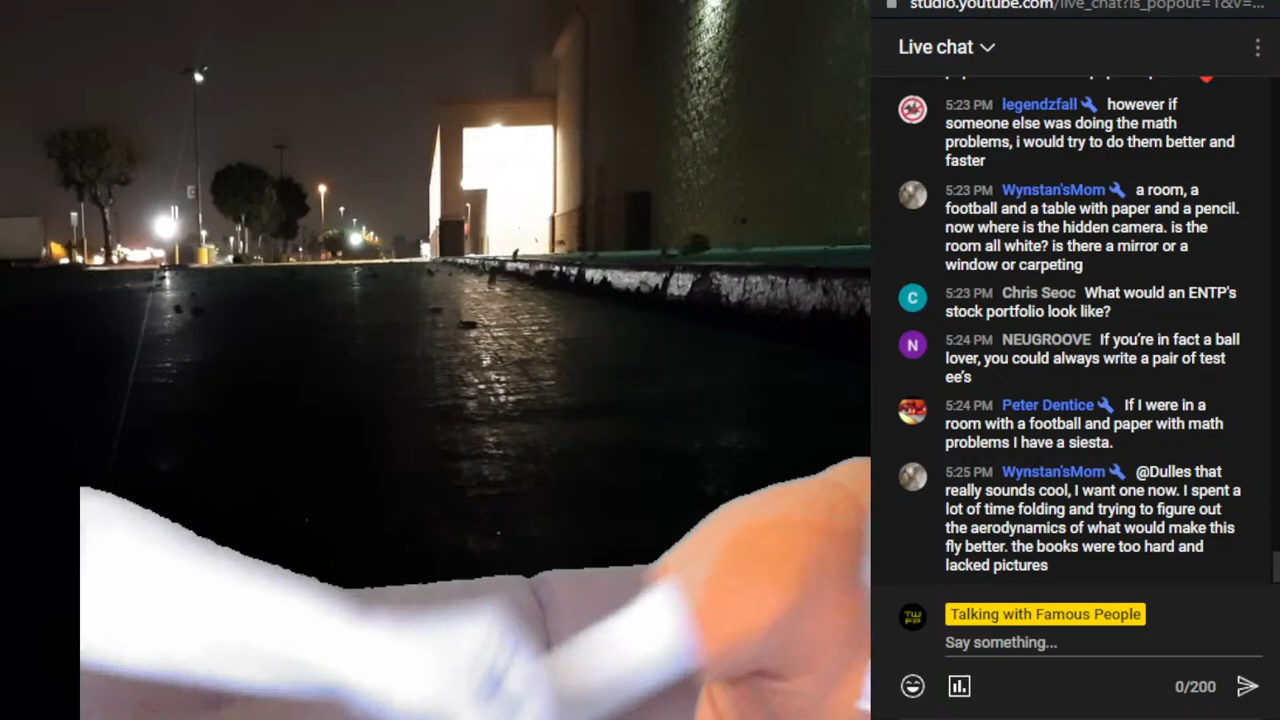 studio.youtube.com/live_chat?is_popout=1&v=...
Live chat
5:23 PM legendzfall however if
someone else was doing the math
problems, i would try to do them better and
faster
5:23 PM Wynstan'sMom a room, a
football and a table with paper and a pencil.
now where is the hidden camera. is the
room all white? is there a mirror or a
window or carpeting
5:23 PM Chris Seoc What would an ENTP's
stock portfolio look like?
C
5:24 PM NEUGROOVE If you're in fact a ball
lover, you could always write a pair of test
ee's
N
5:24 PM Peter Dentice If I were in a
room with a football and paper with math
problems I have a siesta.
5:25 PM Wynstan'sMom @Dulles that
really sounds cool, I want one now. I spent a
lot of time folding and trying to figure out
the aerodynamics of what would make this
fly better. the books were too hard and
lacked pictures
TW
FP
Talking with Famous People
Say something...
0/200